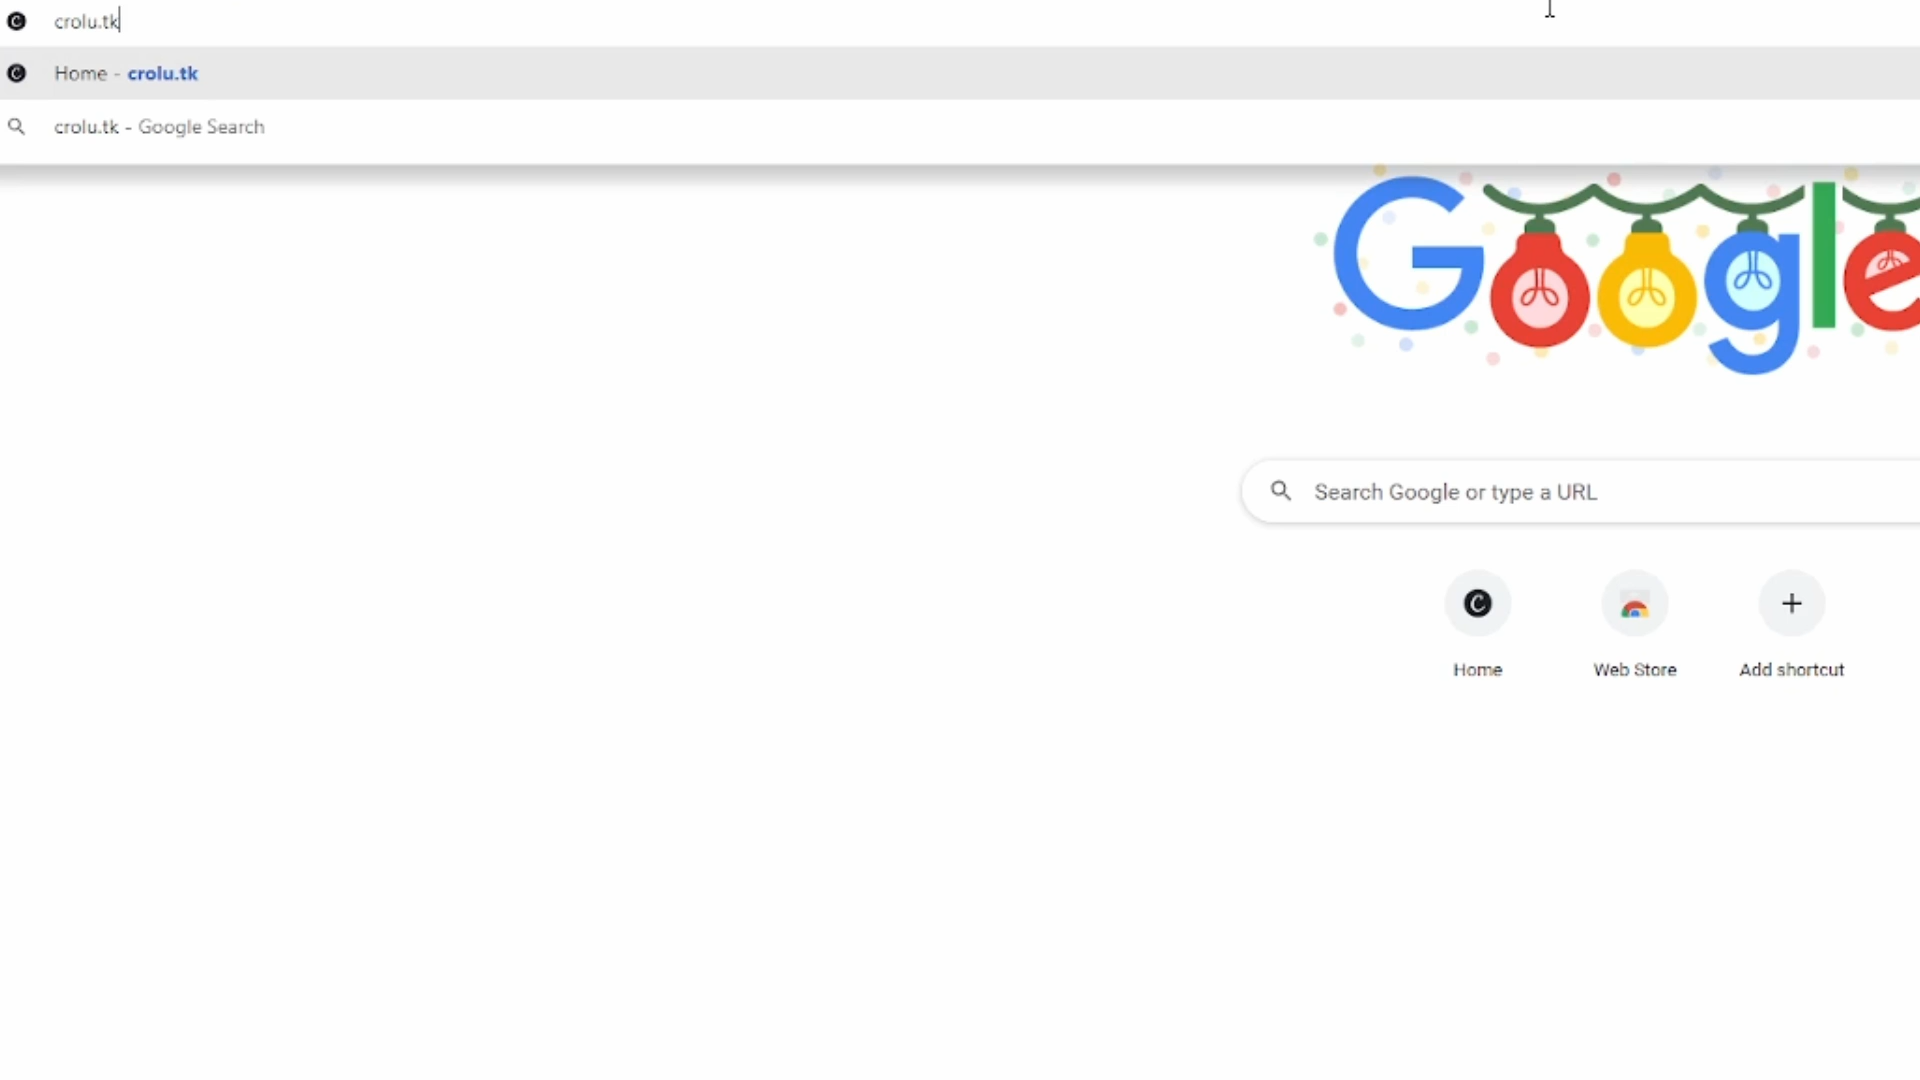 crolu.tk
Home - crolu.tk
crolu.tk - Google Search
Google
Search Google or type a URL
Home
Web Store
Add shortcut